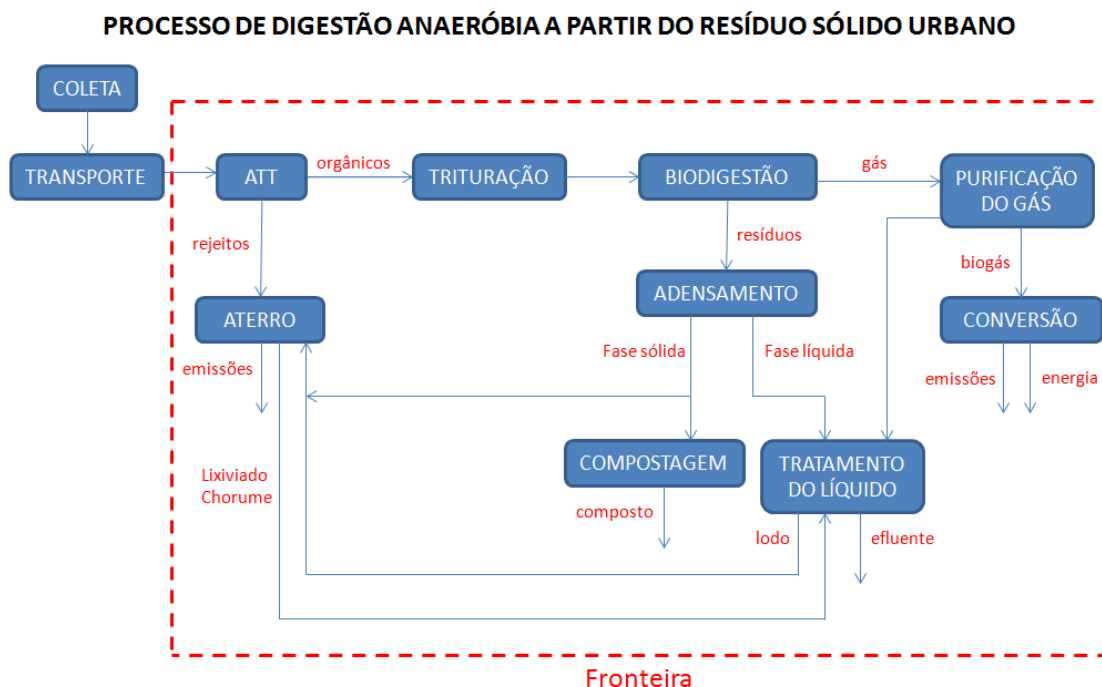 PROCESSO DE DIGESTÃO ANAERÓBIA A PARTIR DO RESÍDUO SÓLIDO URBANO
COLETA
TRANSPORTE
ATT
orgânicos
TRITURAÇÃO
BIODIGESTÃO
gás
PURIFICAÇÃO
DO GÁS
rejeitos
resíduos
biogás
ATERRO
ADENSAMENTO
CONVERSÃO
emissões
Fase sólida
Fase líquida
emissões
energia
Lixiviado
Chorume
COMPOSTAGEM
TRATAMENTO
DO LÍQUIDO
composto
lodo
efluente
Fronteira